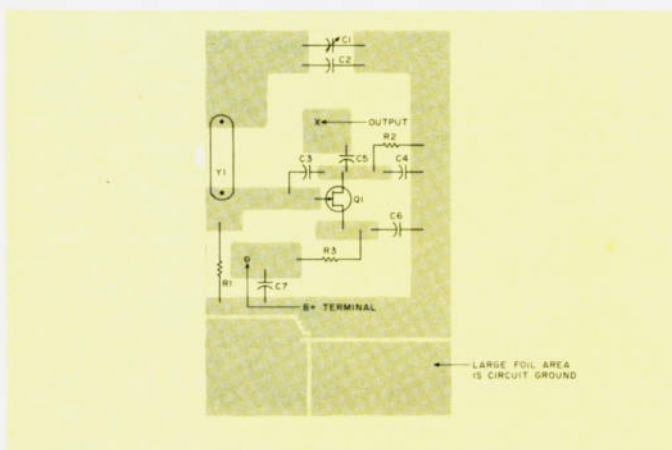 C1
C2
X
OUTPUT
R2
C3
C5
C4
Y1
Q1
C6
R3
R1
C7
B+ TERMINAL
LARGE FOIL AREA
IS CIRCUIT GROUND